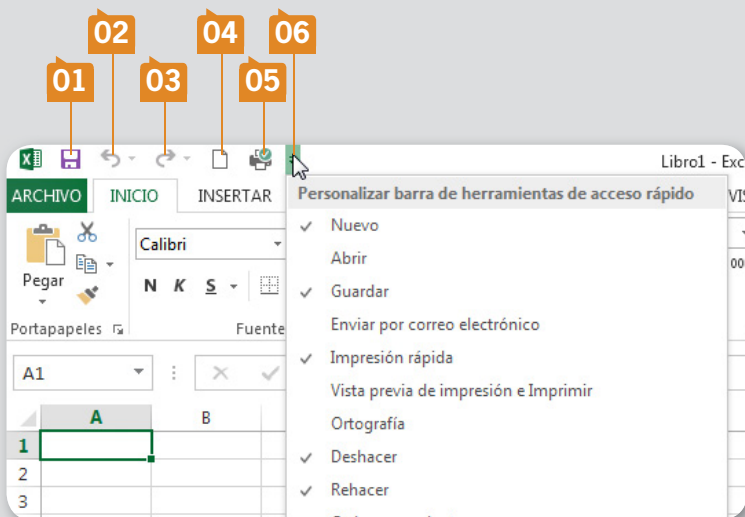 02 04 06
01 03 05
Libro1 - Exc
ARCHIVO INICIO INSERTAR
Personalizar barra de herramientas de acceso rápido
Nuevo
Abrir
Guardar
Enviar por correo electrónico
Impresión rápida
Vista previa de impresión e Imprimir
Ortografía
Deshacer
Rehacer
Pegar
Calibri
N K S
Portapapeles
Fuente
A1
A B
1
2
3